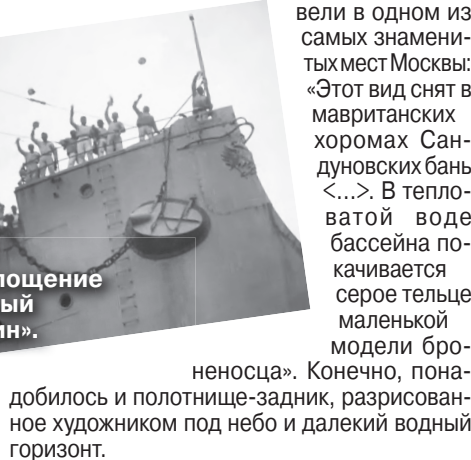 вели в одном из
самых знамени-
тых мест Москвы:
«Этот вид снят в
мавританских
хоромах Сан-
дуновских бань
<...>. В тепло-
ватой воде
бассейна по-
качивается
серое тельце
маленькой
модели бро-
неносца». Конечно, пона-
добилось и полотнище-задник, разрисован-
ное художником под небо и далекий водный
горизонт.
площение
ый
ин».